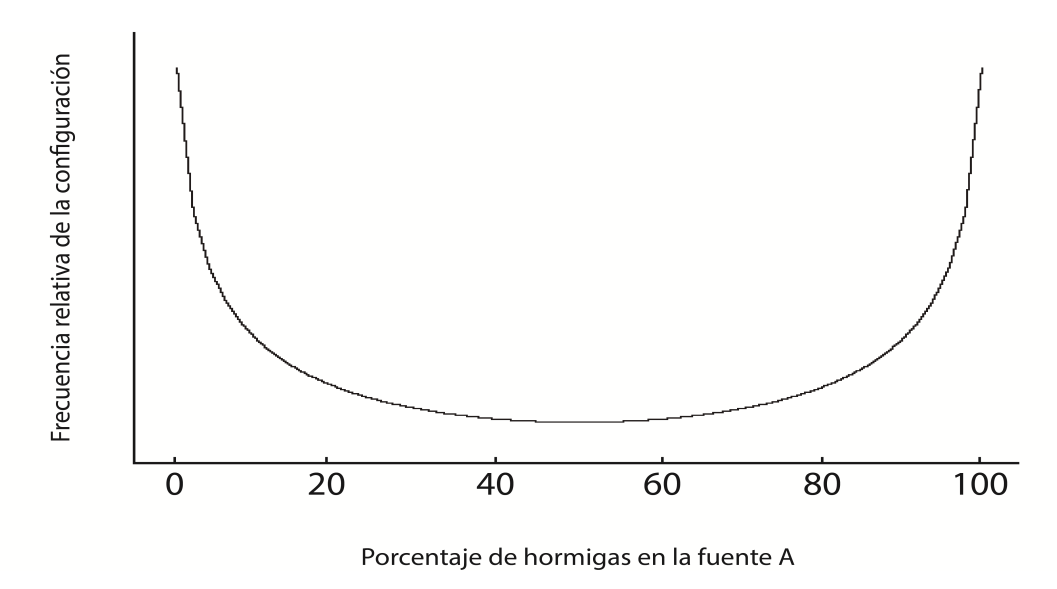 Frecuencia relativa de la configuración
0 20 40 60 80 100
Porcentaje de hormigas en la fuente A